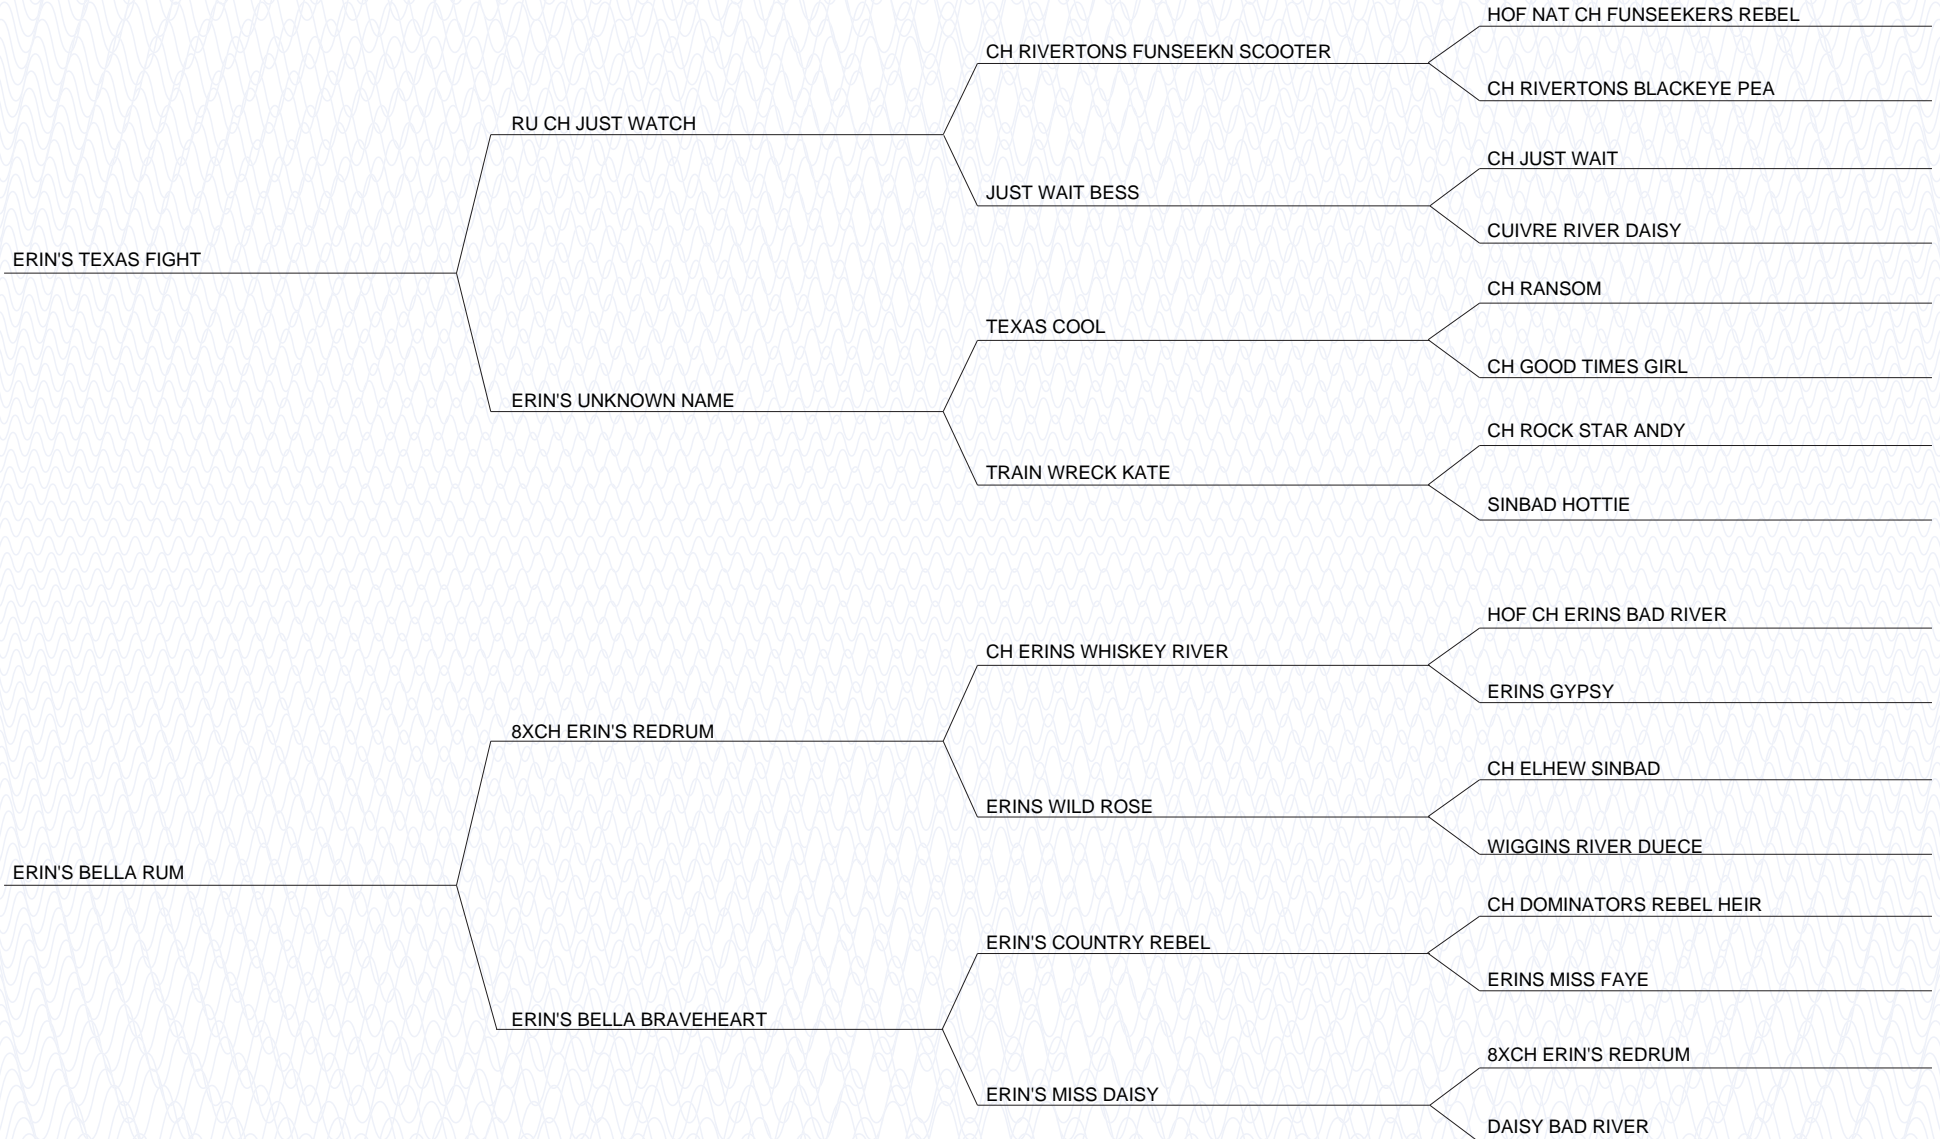 HOF NAT CH FUNSEEKERS REBEL
CH RIVERTONS FUNSEEKN SCOOTER
CH RIVERTONS BLACKEYE PEA
RU CH JUST WATCH
CH JUST WAIT
JUST WAIT BESS
CUIVRE RIVER DAISY
ERIN'S TEXAS FIGHT
CH RANSOM
TEXAS COOL
CH GOOD TIMES GIRL
ERIN'S UNKNOWN NAME
CH ROCK STAR ANDY
TRAIN WRECK KATE
SINBAD HOTTIE
HOF CH ERINS BAD RIVER
CH ERINS WHISKEY RIVER
ERINS GYPSY
8XCH ERIN'S REDRUM
CH ELHEW SINBAD
ERINS WILD ROSE
WIGGINS RIVER DUECE
ERIN'S BELLA RUM
CH DOMINATORS REBEL HEIR
ERIN'S COUNTRY REBEL
ERINS MISS FAYE
ERIN'S BELLA BRAVEHEART
8XCH ERIN'S REDRUM
ERIN'S MISS DAISY
DAISY BAD RIVER